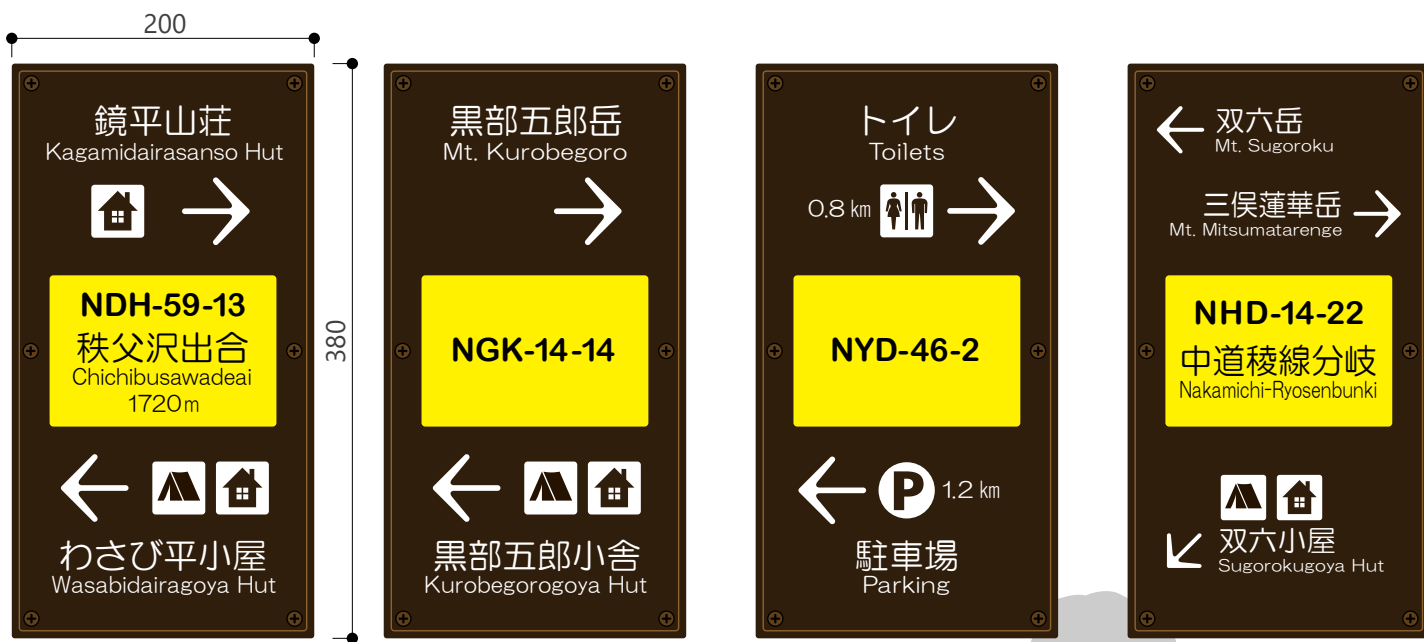 200
380
鏡平山荘
Kagamidairasanso Hut
NDH-59-13
秩父沢出合
Chichibusawadeai
1720m
わさび平小屋
Wasabidairagoya Hut
黒部五郎岳
Mt. Kurobegoro
NGK-14-14
黒部五郎小舎
Kurobegorogoya Hut
トイレ
Toilets
0.8 km
NYD-46-2
P 1.2 km
駐車場
Parking
双六岳
Mt. Sugoroku
三俣蓮華岳
Mt. Mitsumatarenge
NHD-14-22
中道稜線分岐
Nakamichi-Ryosenbunki
双六小屋
Sugorokugoya Hut